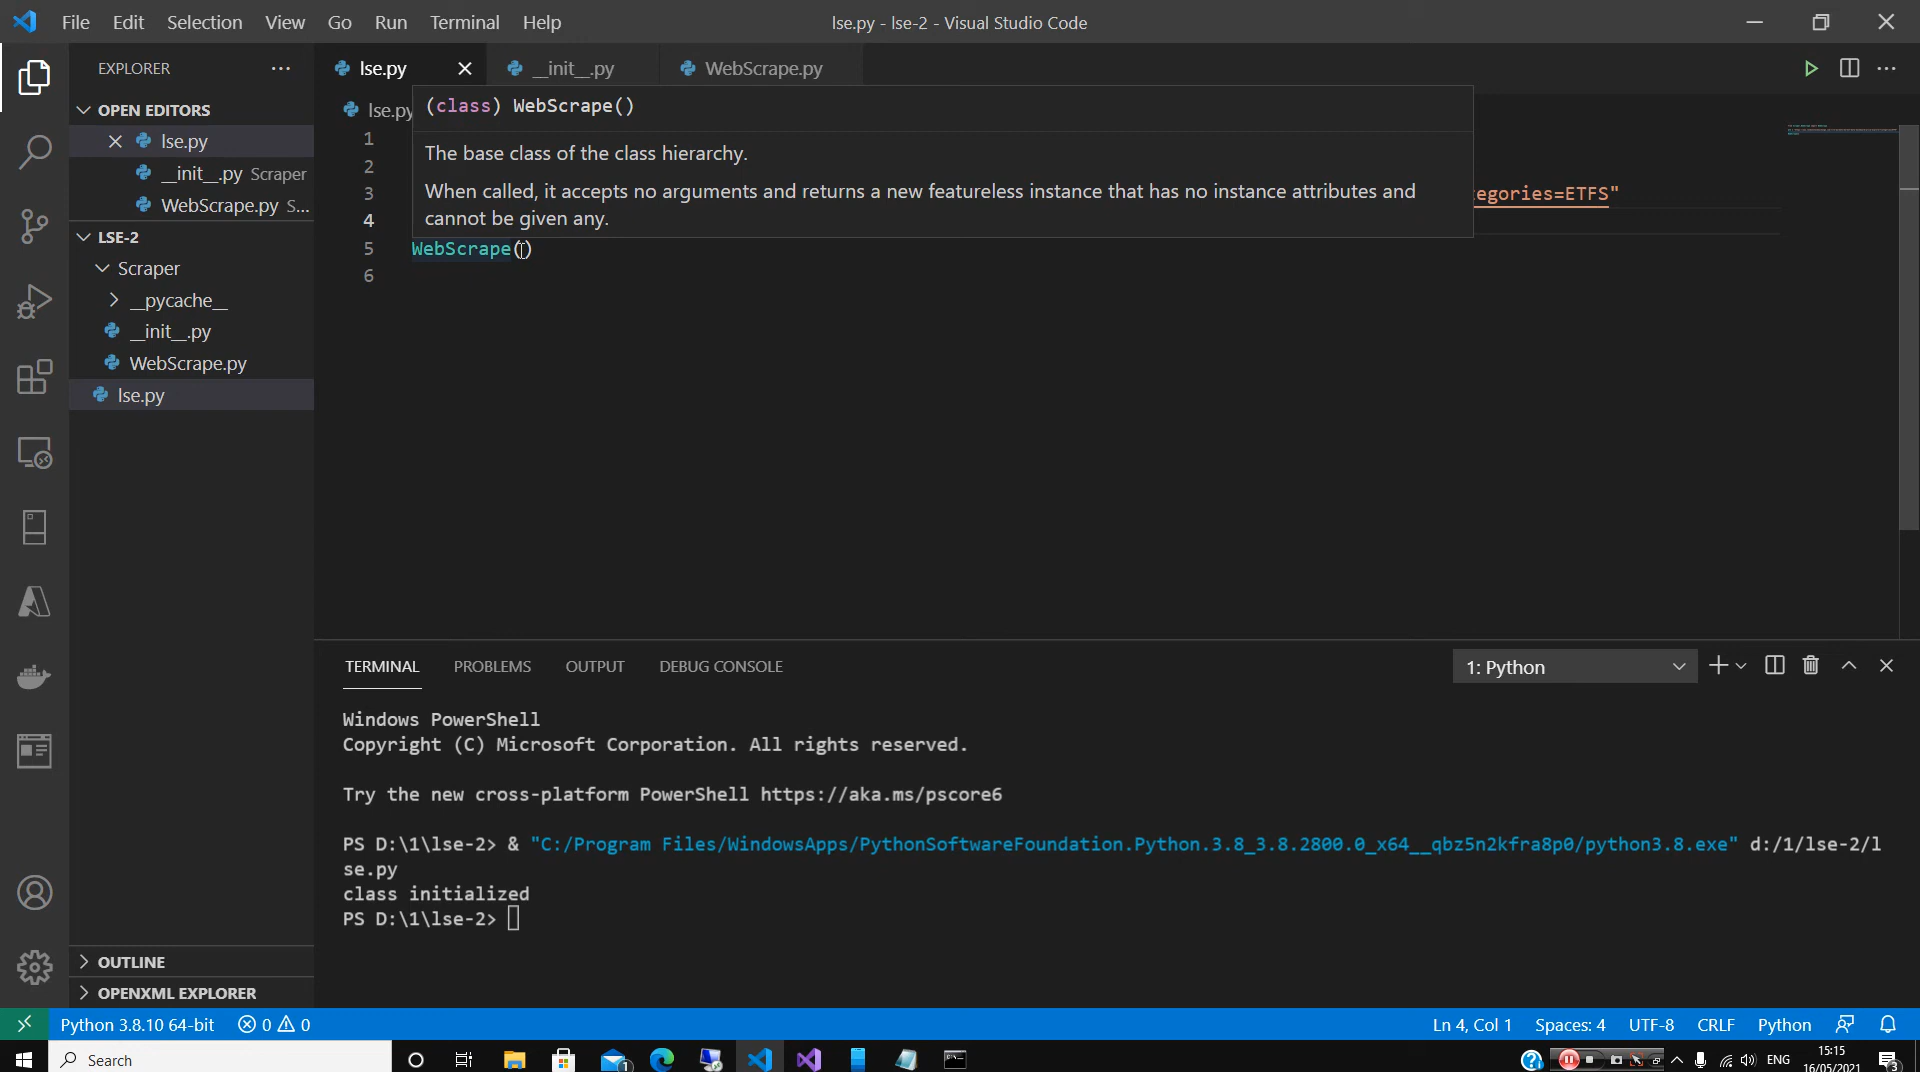 File Edit Selection View Go Run Terminal Help
lse.py - lse-2 - Visual Studio Code
EXPLORER
lse.py
__init__.py
WebScrape.py
OPEN EDITORS
lse.py
__init__.py Scraper
WebScrape.py S...
LSE-2
Scraper
__pycache__
__init__.py
WebScrape.py
lse.py
OUTLINE
OPENXML EXPLORER
lse.py
(class) WebScrape()
The base class of the class hierarchy.
When called, it accepts no arguments and returns a new featureless instance that has no instance attributes and
cannot be given any.
1
2
3 tegories=ETFS"
4
5 WebScrape()
6
TERMINAL PROBLEMS OUTPUT DEBUG CONSOLE
1: Python
Windows PowerShell
Copyright (C) Microsoft Corporation. All rights reserved.
Try the new cross-platform PowerShell https://aka.ms/pscore6
PS D:\1\lse-2> & "C:/Program Files/WindowsApps/PythonSoftwareFoundation.Python.3.8_3.8.2800.0_x64__qbz5n2kfra8p0/python3.8.exe" d:/1/lse-2/l
se.py
class initialized
PS D:\1\lse-2>
Python 3.8.10 64-bit 0 0
Ln 4, Col 1 Spaces: 4 UTF-8 CRLF Python
Search
1
ENG
15:15
16/05/2021
3